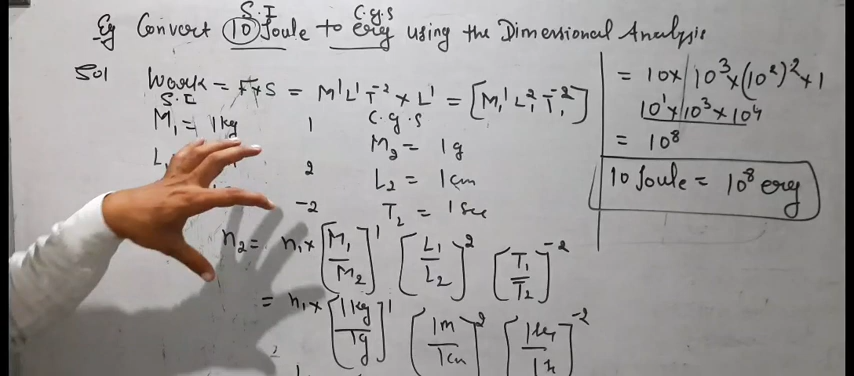 S.I C.g.S
Eg Convert 10 Joule to erg using the Dimensional Analysis
Sol Work = F×S = M¹L¹T⁻² × L¹ = [M₁¹ L₁² T₁⁻²]
S.I C.g.S
M₁ = 1kg 1 M₂ = 1g
L₁ 2 L₂ = 1cm
-2 T₂ = 1sec
n₂ = n₁ × [M₁/M₂]¹ [L₁/L₂]² [T₁/T₂]⁻²
= n₁ × [1kg/1g]¹ [1m/1cm]² [1s/1s]⁻²
= 10 × 10³ × (10²)² × 1
10¹ × 10³ × 10⁴
= 10⁸
10 Joule = 10⁸ erg